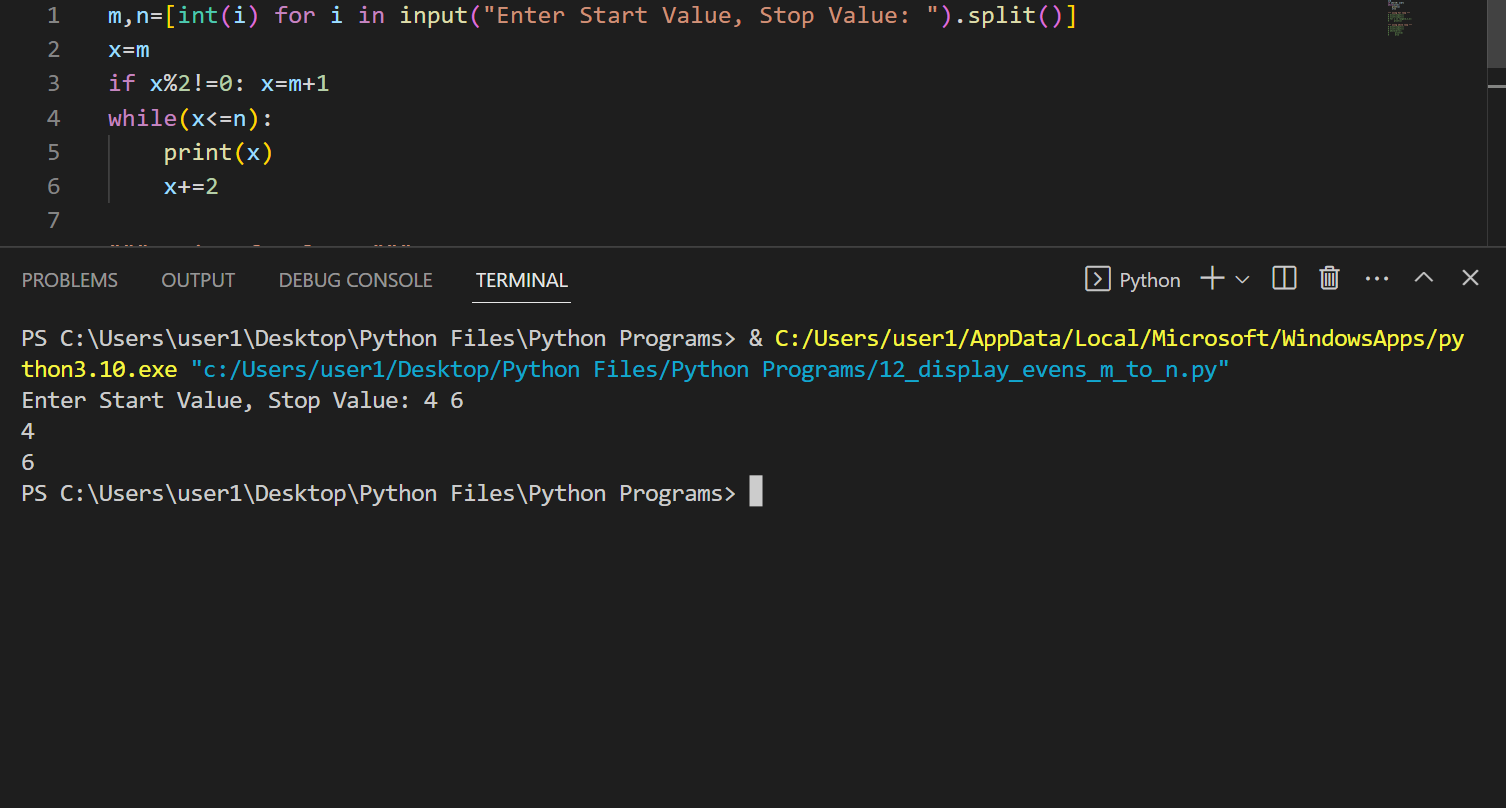 1 m,n=[int(i) for i in input("Enter Start Value, Stop Value: ").split()]
2 x=m
3 if x%2!=0: x=m+1
4 while(x<=n):
5     print(x)
6     x+=2
7
PROBLEMS OUTPUT DEBUG CONSOLE TERMINAL Python
PS C:\Users\user1\Desktop\Python Files\Python Programs> & C:/Users/user1/AppData/Local/Microsoft/WindowsApps/py
thon3.10.exe "c:/Users/user1/Desktop/Python Files/Python Programs/12_display_evens_m_to_n.py"
Enter Start Value, Stop Value: 4 6
4
6
PS C:\Users\user1\Desktop\Python Files\Python Programs>